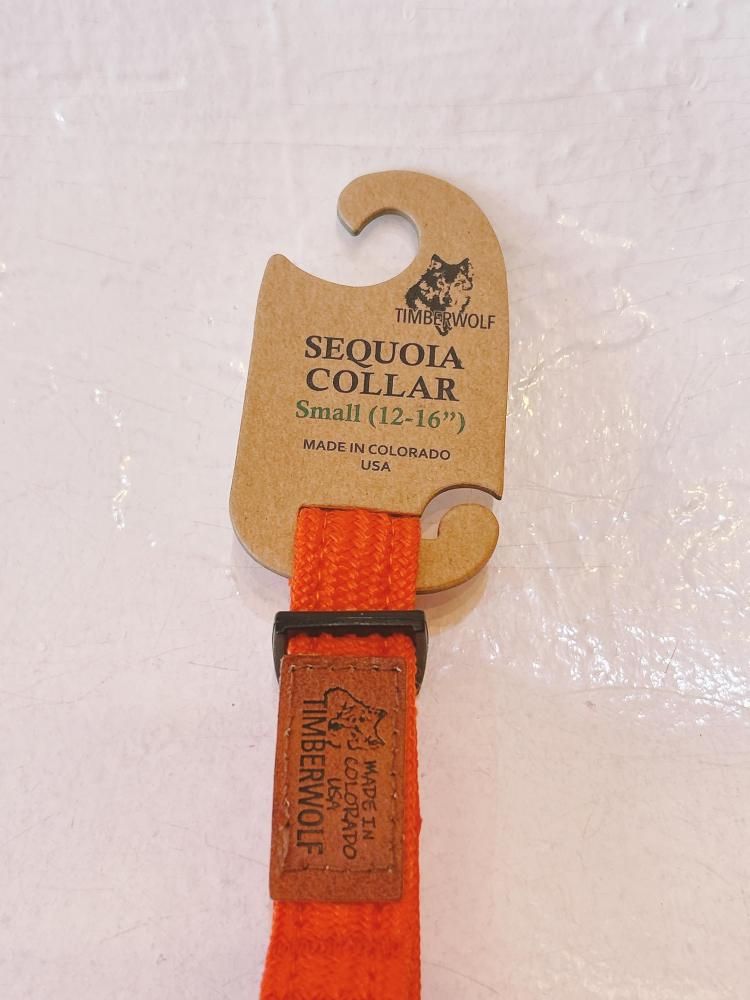 TIMBERWOLF
SEQUOIA
COLLAR
Small (12-16”)
MADE IN COLORADO
USA
MADE IN
COLORADO
USA
TIMBERWOLF